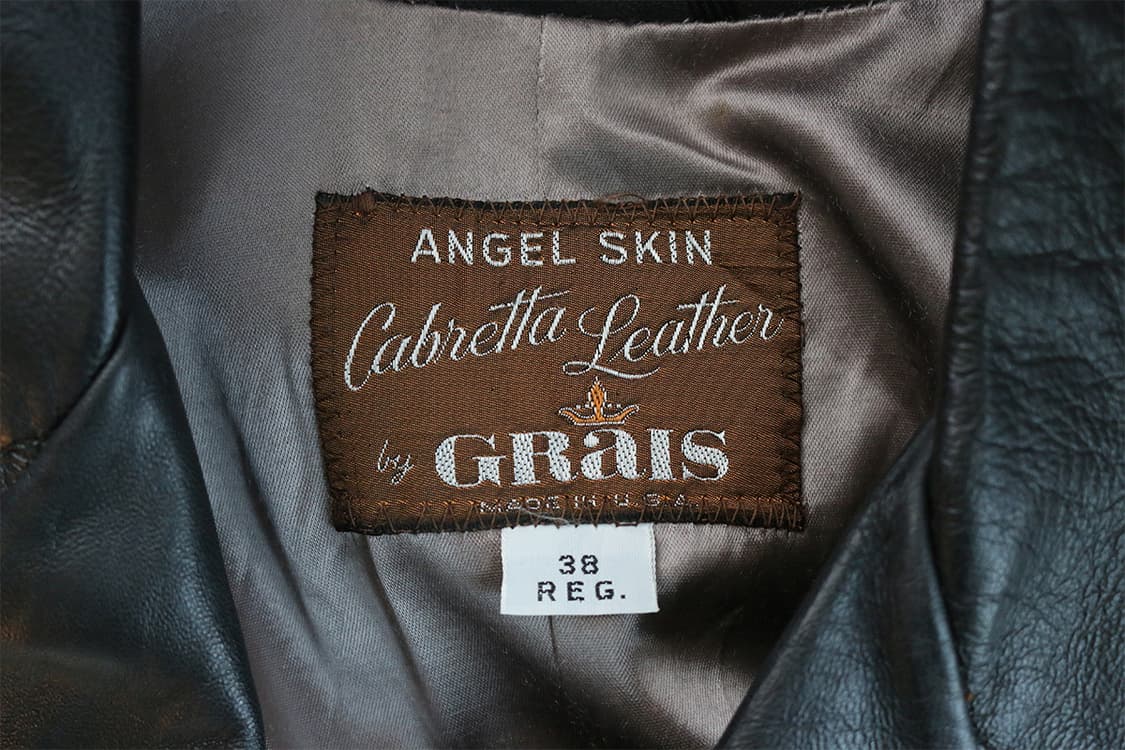 ANGEL SKIN
Cabretta Leather
by GRaIS
MADE IN U.S.A.
38
REG.